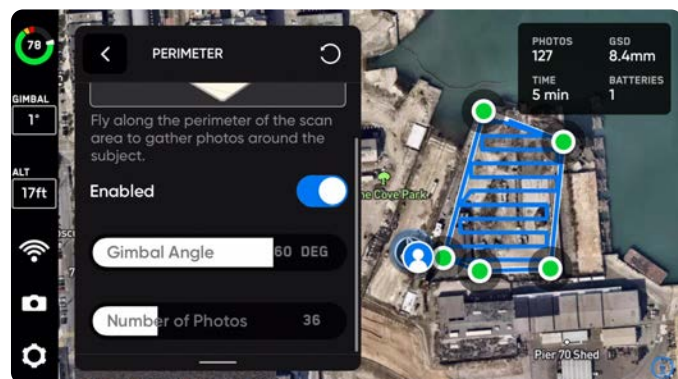 78
GIMBAL
1°
ALT
17ft
PERIMETER
Fly along the perimeter of the scan
area to gather photos around the
subject.
Enabled
Gimbal Angle 60 DEG
Number of Photos 36
PHOTOS GSD
127 8.4mm
TIME BATTERIES
5 min 1
Cove Park
Pier 70 Shed